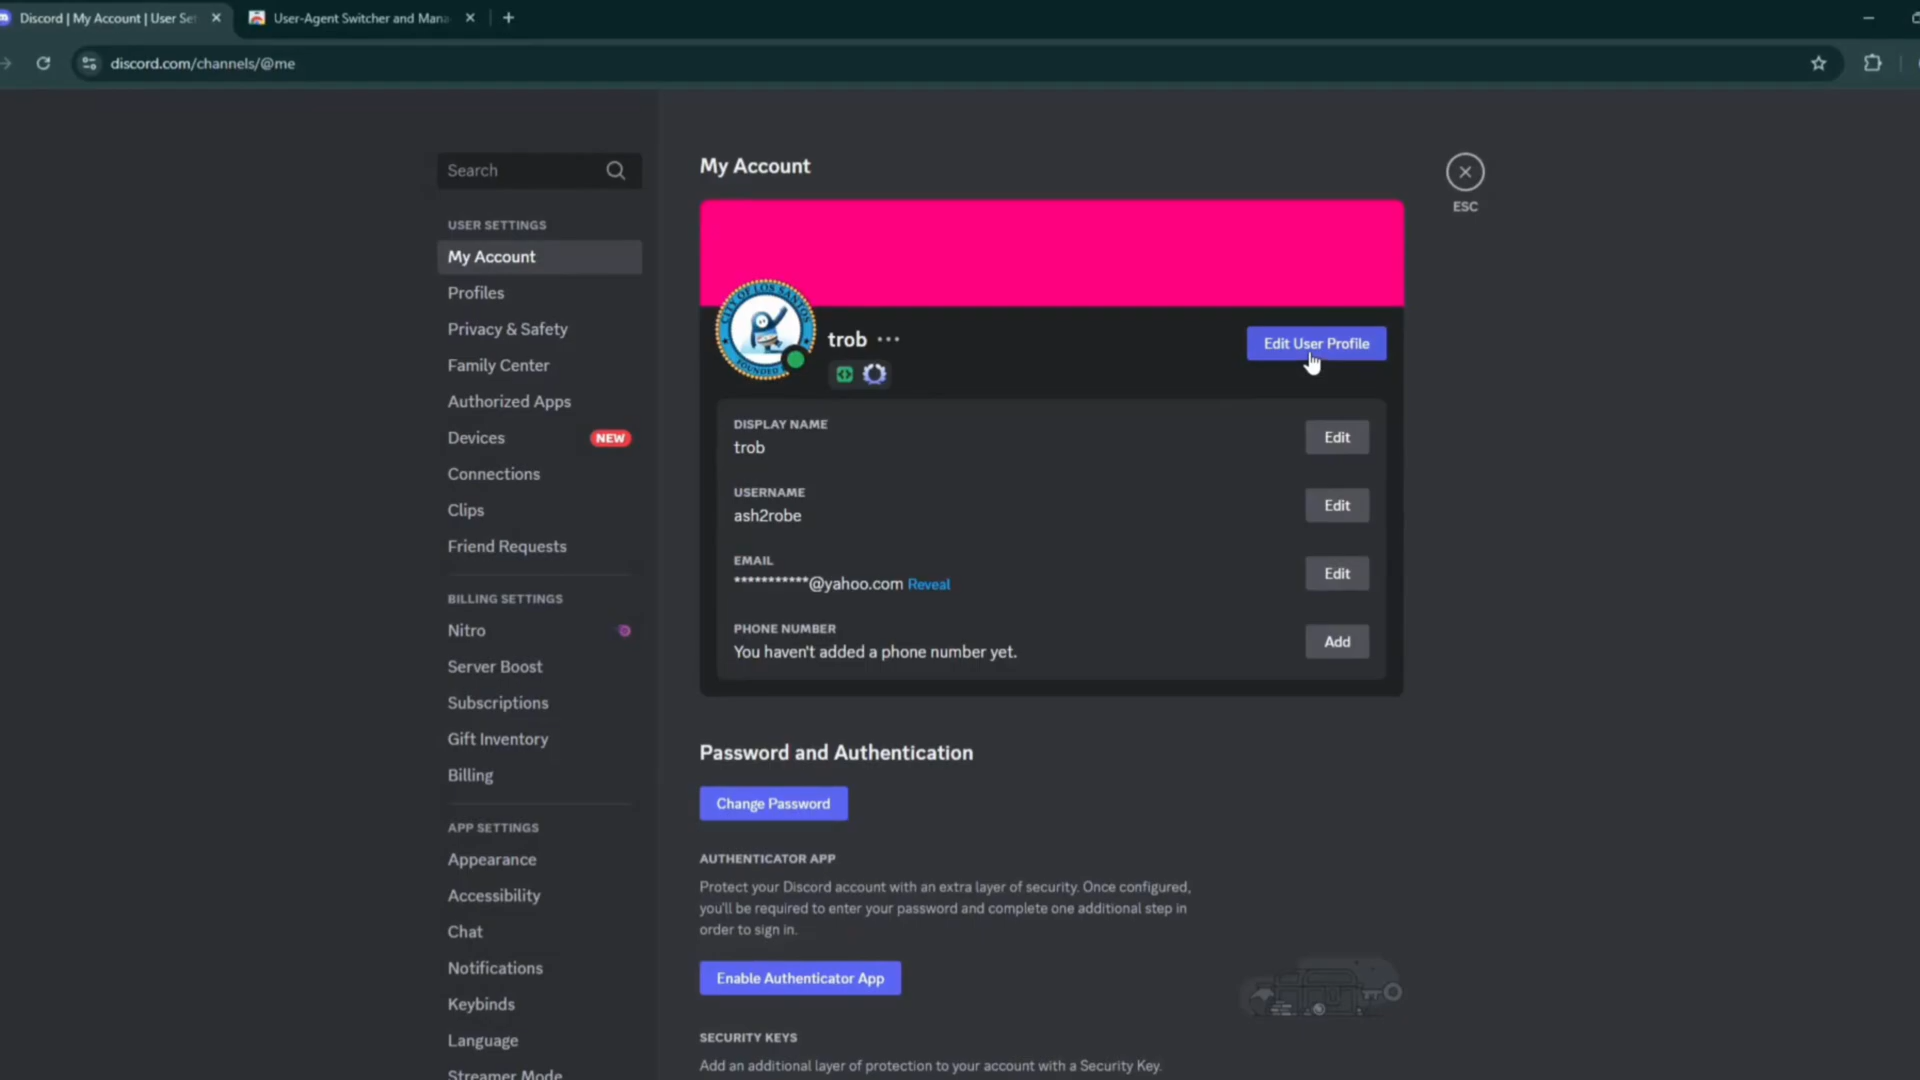 Discord | My Account | User Se
User-Agent Switcher and Mana
discord.com/channels/@me
Search
USER SETTINGS
My Account
Profiles
Privacy & Safety
Family Center
Authorized Apps
Devices
NEW
Connections
Clips
Friend Requests
BILLING SETTINGS
Nitro
Server Boost
Subscriptions
Gift Inventory
Billing
APP SETTINGS
Appearance
Accessibility
Chat
Notifications
Keybinds
Language
Streamer Mode
My Account
ESC
CITY OF LOS SANTOS
FOUNDED
trob
Edit User Profile
DISPLAY NAME
trob
Edit
USERNAME
ash2robe
Edit
EMAIL
***********@yahoo.com Reveal
Edit
PHONE NUMBER
You haven't added a phone number yet.
Add
Password and Authentication
Change Password
AUTHENTICATOR APP
Protect your Discord account with an extra layer of security. Once configured,
you'll be required to enter your password and complete one additional step in
order to sign in.
Enable Authenticator App
SECURITY KEYS
Add an additional layer of protection to your account with a Security Key.